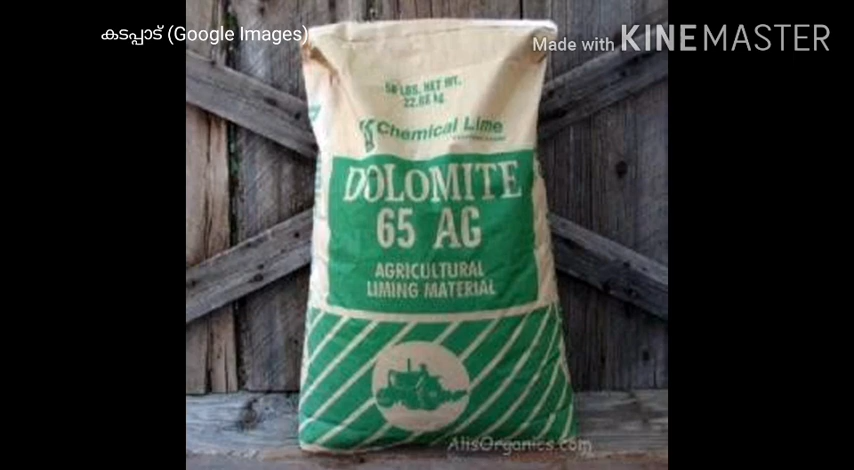 കടപ്പാട് (Google Images)
Made with KINEMASTER
50 LBS. NET WT.
22.68 KG
Chemical Lime
DOLOMITE
65 AG
AGRICULTURAL
LIMING MATERIAL
AlisOrganics.com